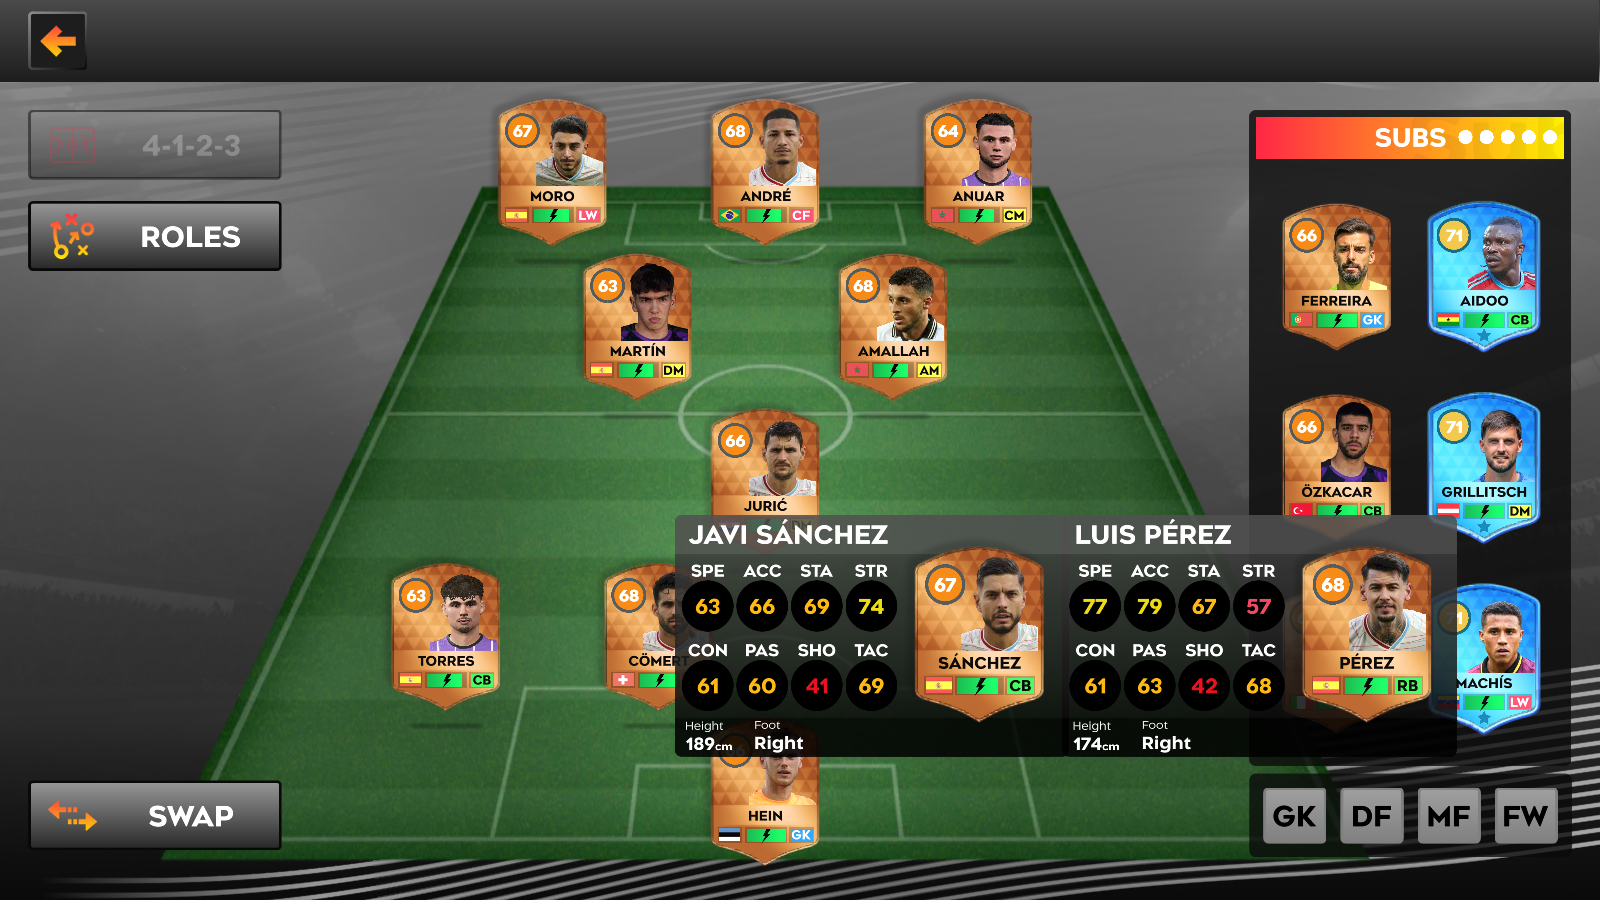 4-1-2-3
ROLES
SWAP
67
MORO
LW
68
ANDRÉ
CF
64
ANUAR
CM
63
MARTÍN
DM
68
AMALLAH
AM
66
JURIĆ
63
TORRES
CB
68
CÖMERT
HEIN
GK
JAVI SÁNCHEZ
SPE ACC STA STR
63 66 69 74
CON PAS SHO TAC
61 60 41 69
Height Foot
189cm Right
67
SÁNCHEZ
CB
LUIS PÉREZ
SPE ACC STA STR
77 79 67 57
CON PAS SHO TAC
61 63 42 68
Height Foot
174cm Right
68
PÉREZ
RB
SUBS
66
FERREIRA
GK
71
AIDOO
CB
66
ÖZKACAR
CB
71
GRILLITSCH
DM
MACHÍS
LW
GK DF MF FW